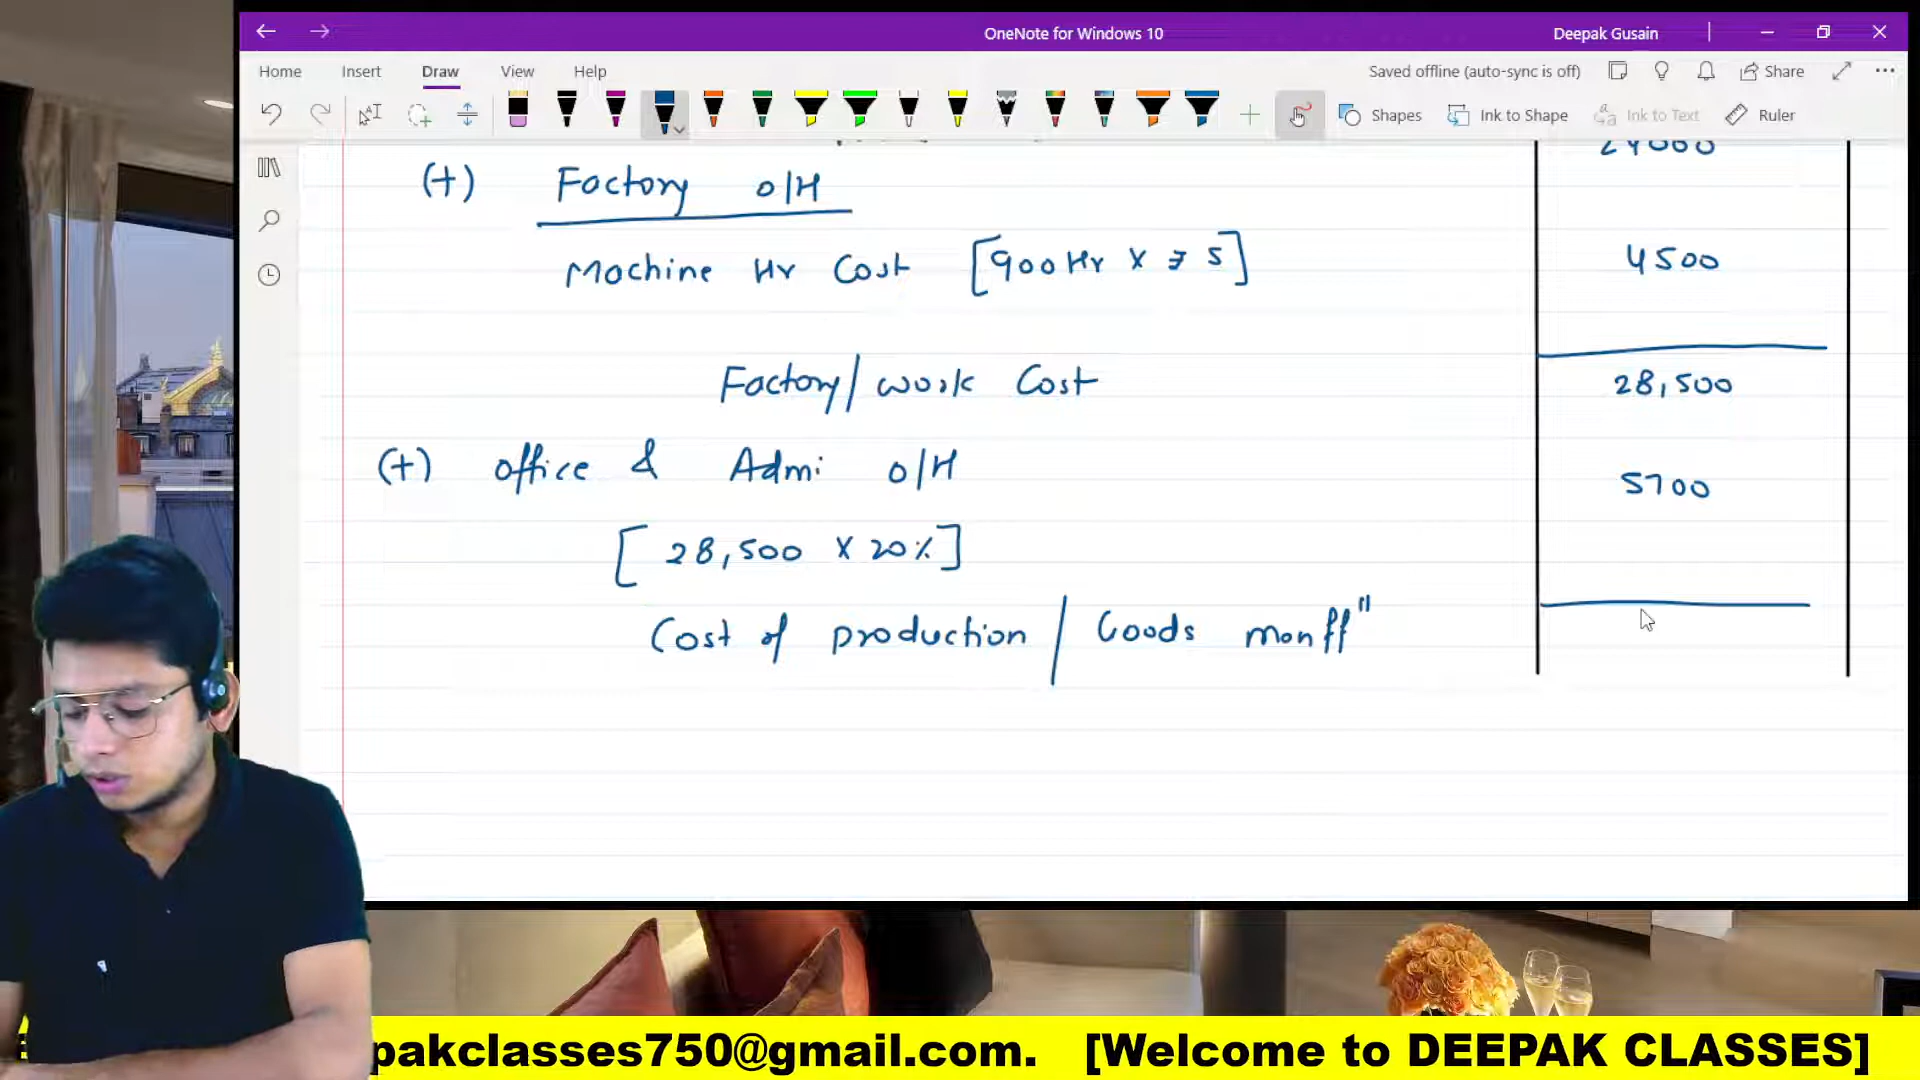 OneNote for Windows 10
Deepak Gusain
Home Insert Draw View Help
Saved offline (auto-sync is off)
Share
Shapes
Ink to Shape
Ink to Text
Ruler
24000
(+) Factory O/H
Machine Hr Cost [900 Hr X ₹ 5] 4500
Factory/work Cost 28,500
(+) office & Admi O/H 5700
[28,500 X 20%]
Cost of production / Goods manff"
pakclasses750@gmail.com. [Welcome to DEEPAK CLASSES]